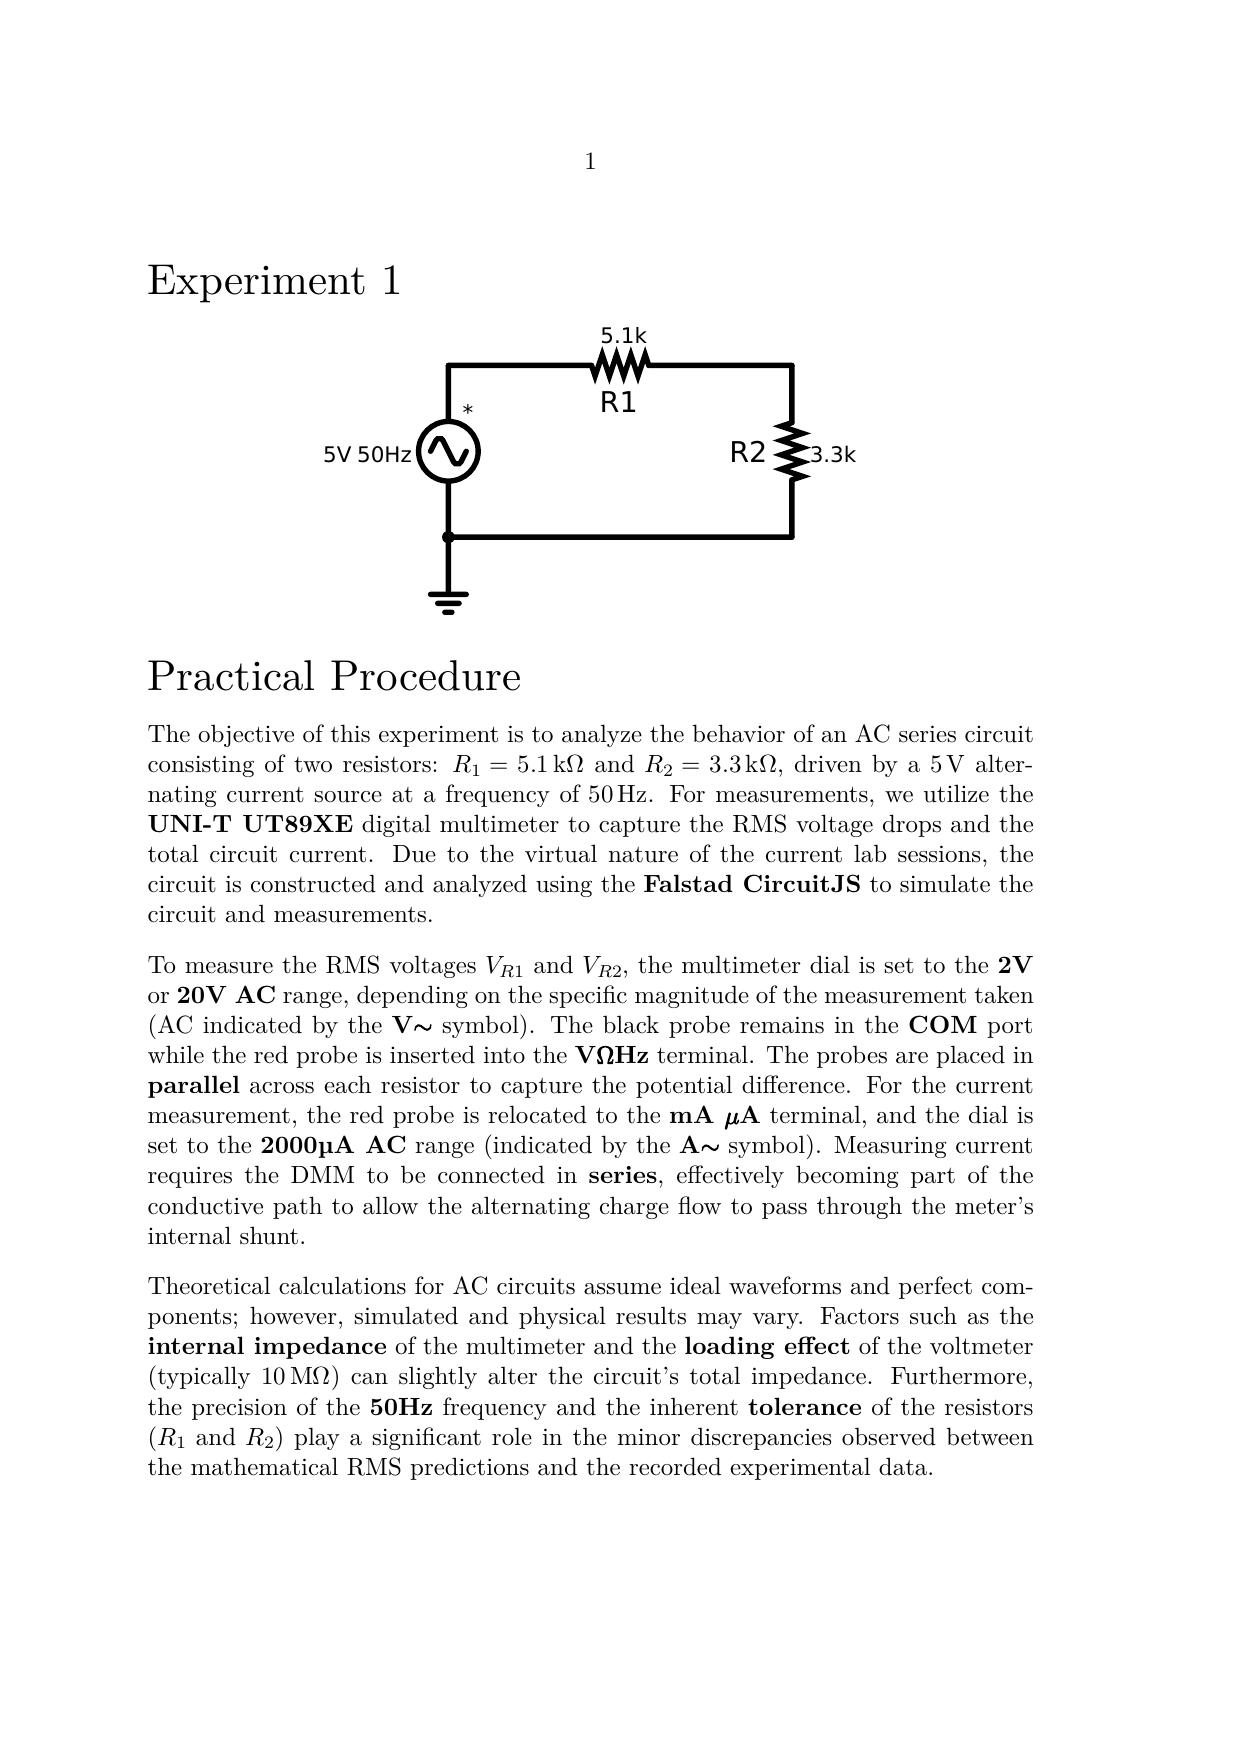 1
Experiment 1
5.1k
R1
*
5V 50Hz
R2
3.3k
Practical Procedure
The objective of this experiment is to analyze the behavior of an AC series circuit
consisting of two resistors: R₁ = 5.1 kΩ and R₂ = 3.3 kΩ, driven by a 5 V alter-
nating current source at a frequency of 50 Hz. For measurements, we utilize the
UNI-T UT89XE digital multimeter to capture the RMS voltage drops and the
total circuit current. Due to the virtual nature of the current lab sessions, the
circuit is constructed and analyzed using the Falstad CircuitJS to simulate the
circuit and measurements.
To measure the RMS voltages V_R1 and V_R2, the multimeter dial is set to the 2V
or 20V AC range, depending on the specific magnitude of the measurement taken
(AC indicated by the V∼ symbol). The black probe remains in the COM port
while the red probe is inserted into the VΩHz terminal. The probes are placed in
parallel across each resistor to capture the potential difference. For the current
measurement, the red probe is relocated to the mA μA terminal, and the dial is
set to the 2000µA AC range (indicated by the A∼ symbol). Measuring current
requires the DMM to be connected in series, effectively becoming part of the
conductive path to allow the alternating charge flow to pass through the meter's
internal shunt.
Theoretical calculations for AC circuits assume ideal waveforms and perfect com-
ponents; however, simulated and physical results may vary. Factors such as the
internal impedance of the multimeter and the loading effect of the voltmeter
(typically 10 MΩ) can slightly alter the circuit's total impedance. Furthermore,
the precision of the 50Hz frequency and the inherent tolerance of the resistors
(R₁ and R₂) play a significant role in the minor discrepancies observed between
the mathematical RMS predictions and the recorded experimental data.